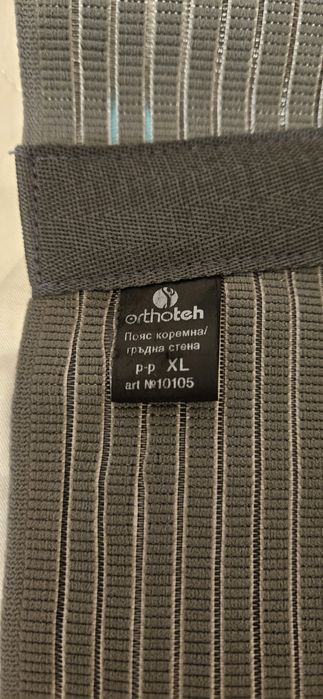 orthoteh
Пояс коремна/
гръдна стена
р-р XL
art №10105